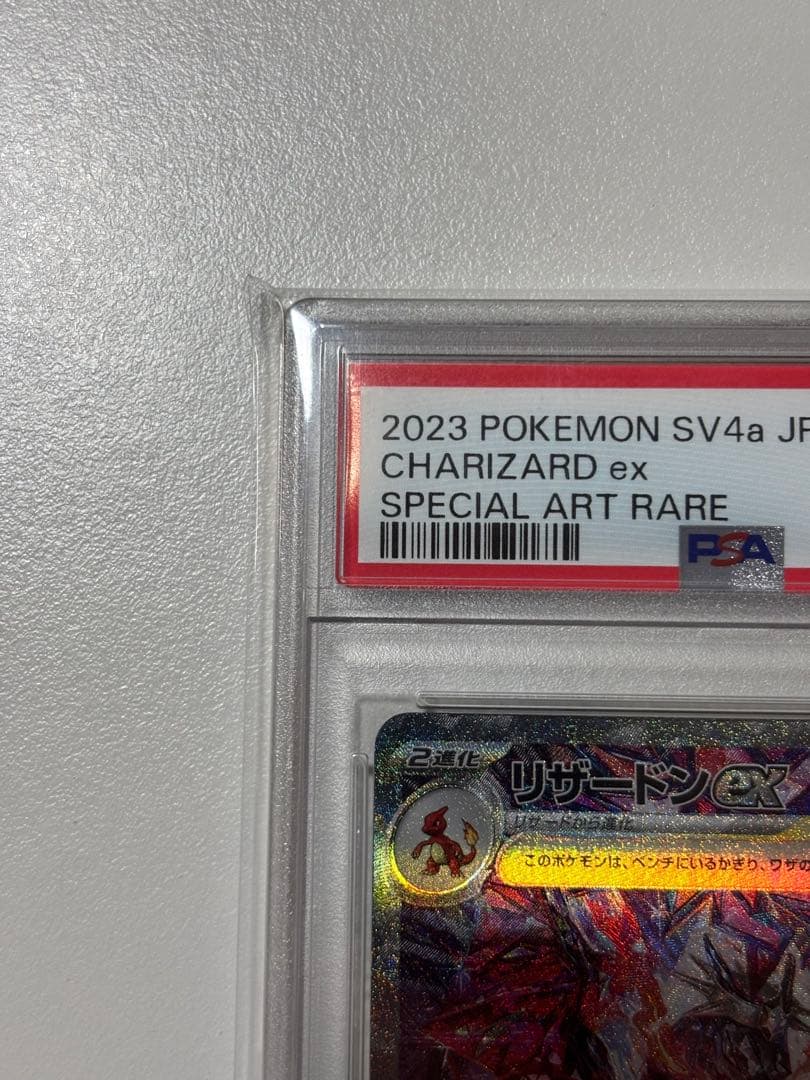 2023 POKEMON SV4a JP
CHARIZARD ex
SPECIAL ART RARE
PSA
2進化
リザードンex
リザードから進化
このポケモンは、ベンチにいるかぎり、ワザの